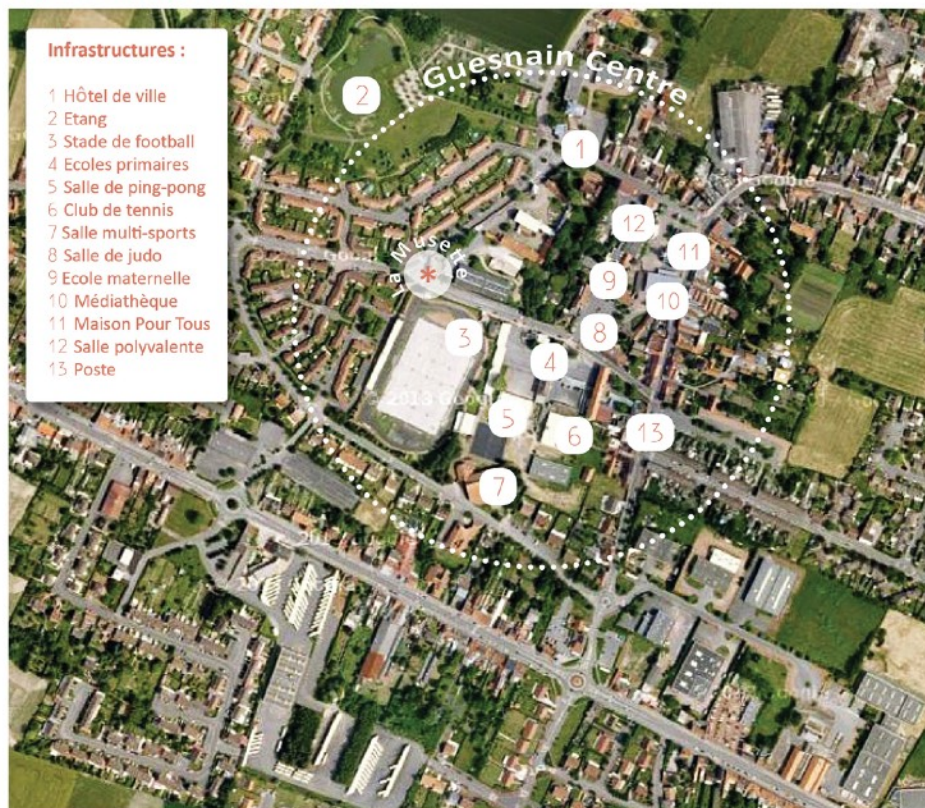 Infrastructures :
1 Hôtel de ville
2 Etang
3 Stade de football
4 Ecoles primaires
5 Salle de ping-pong
6 Club de tennis
7 Salle multi-sports
8 Salle de judo
9 Ecole maternelle
10 Médiathèque
11 Maison Pour Tous
12 Salle polyvalente
13 Poste
Guesnain Centre
2
1
12
11
La Musette
*
9
10
3
8
4
5
6
13
7